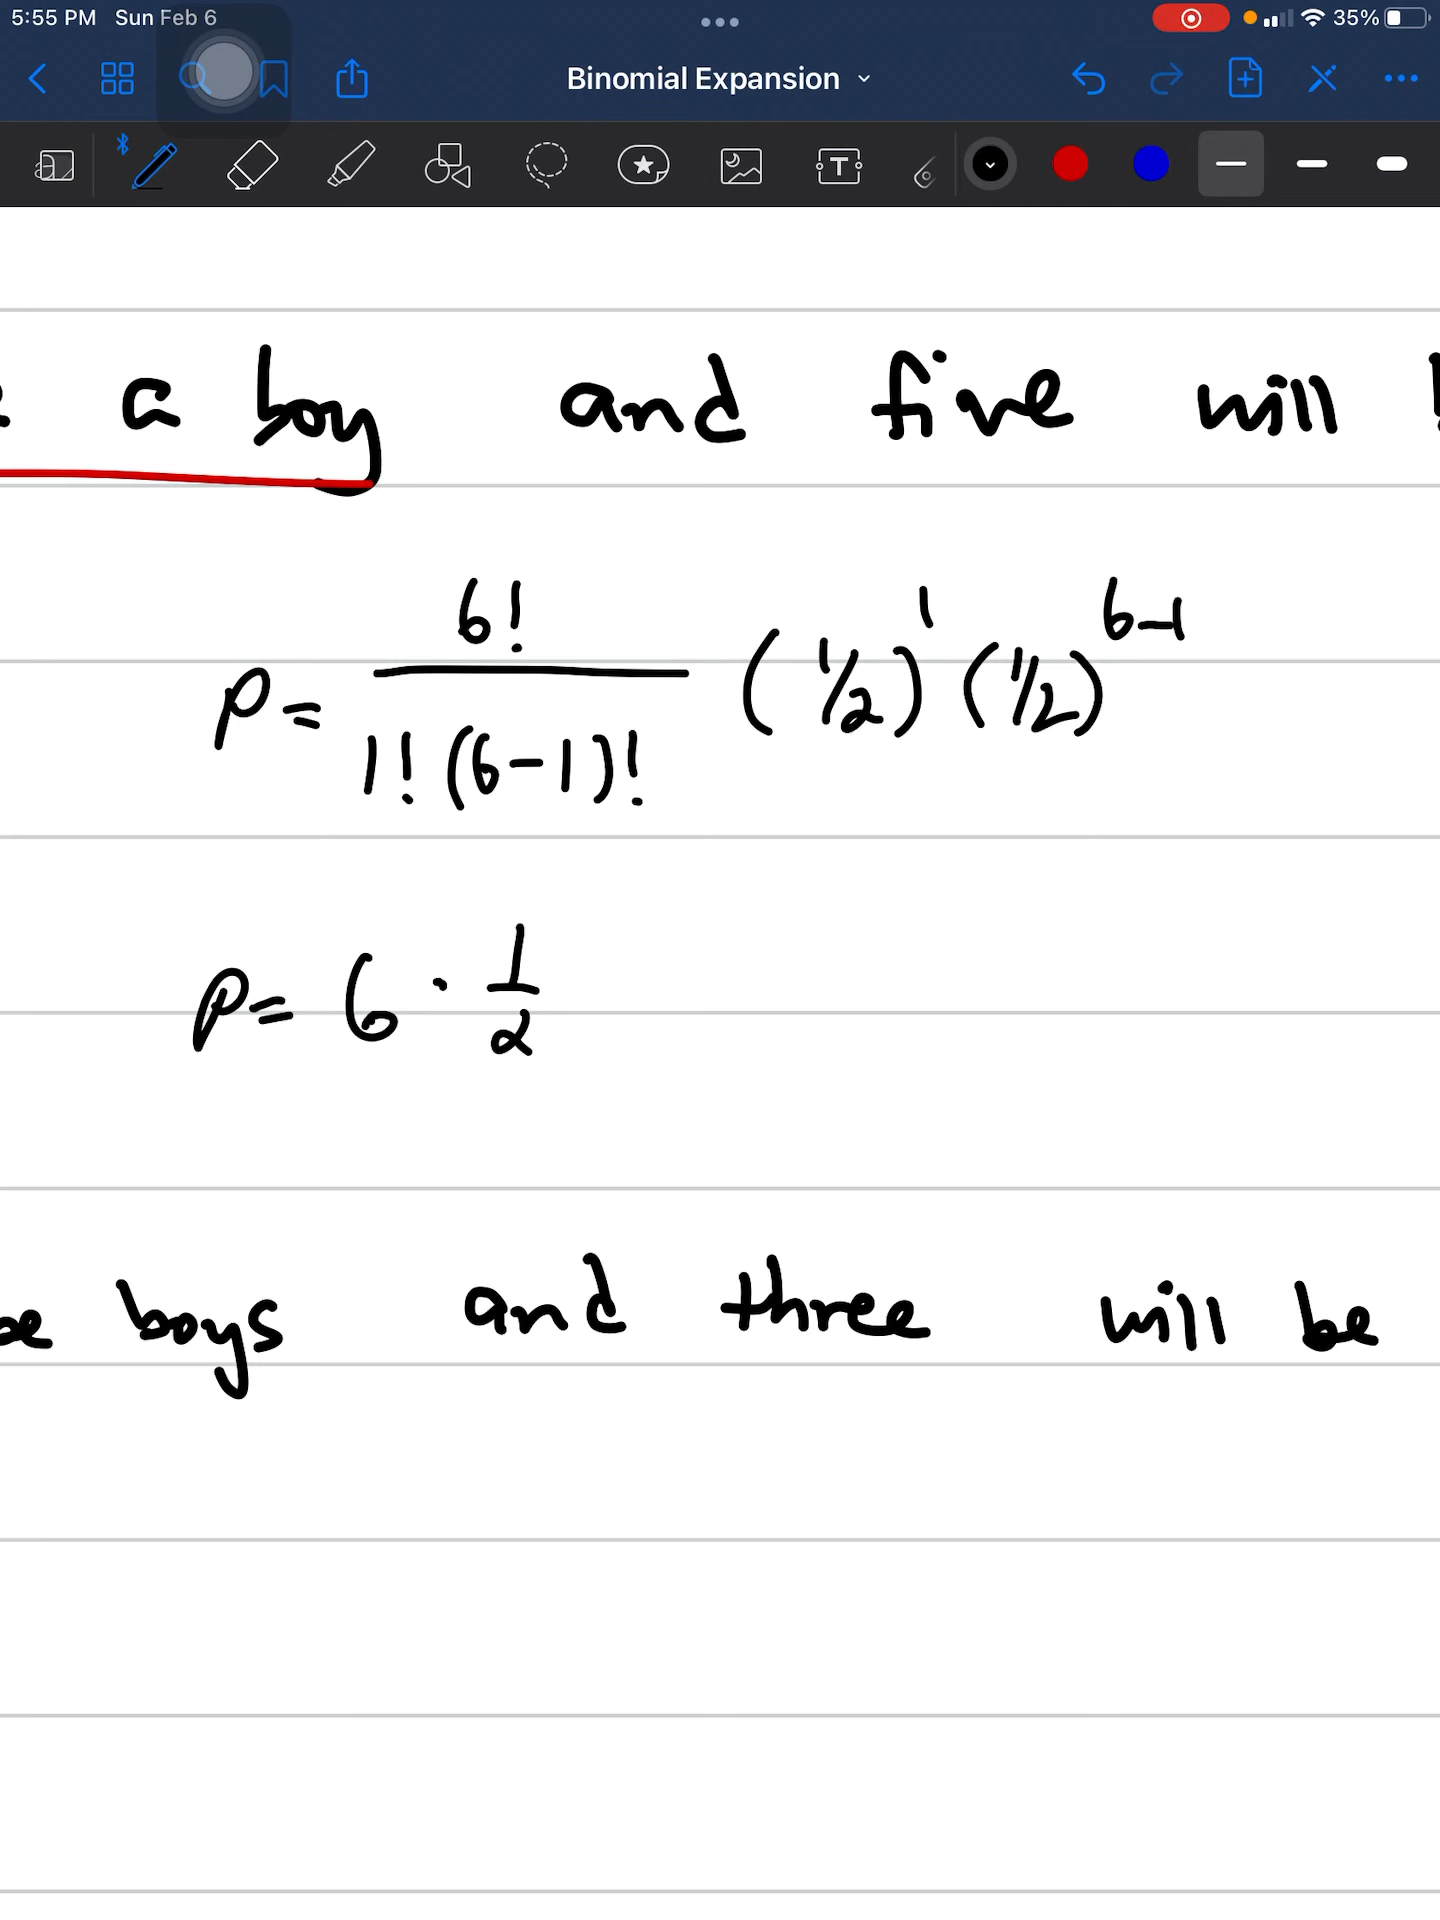 5:55 PM Sun Feb 6 35%
Binomial Expansion
a boy and five will
P= 6! / 1!(6-1)! (1/2)^1 (1/2)^6-1
P= 6 · 1/2
be boys and three will be